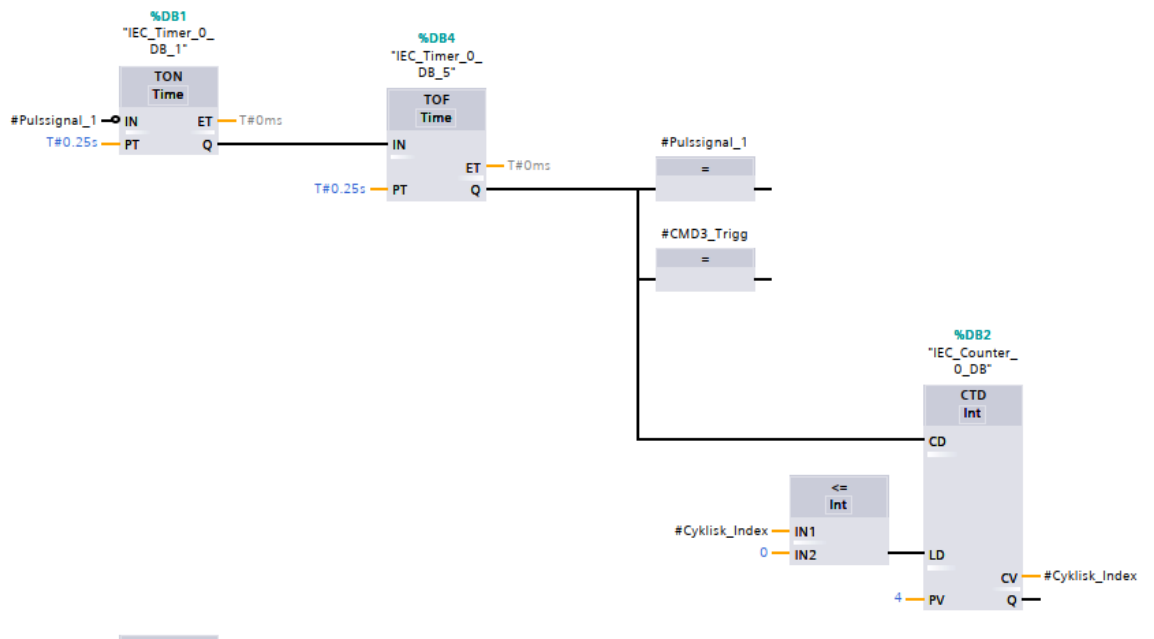 %DB1
"IEC_Timer_0_
DB_1"
TON
Time
#Pulssignal_1 IN ET T#0ms
T#0.25s PT Q
%DB4
"IEC_Timer_0_
DB_5"
TOF
Time
IN
ET T#0ms
T#0.25s PT Q
#Pulssignal_1
=
#CMD3_Trigg
=
%DB2
"IEC_Counter_
0_DB"
CTD
Int
CD
<=
Int
#Cyklisk_Index IN1
0 IN2
LD
CV #Cyklisk_Index
4 PV Q